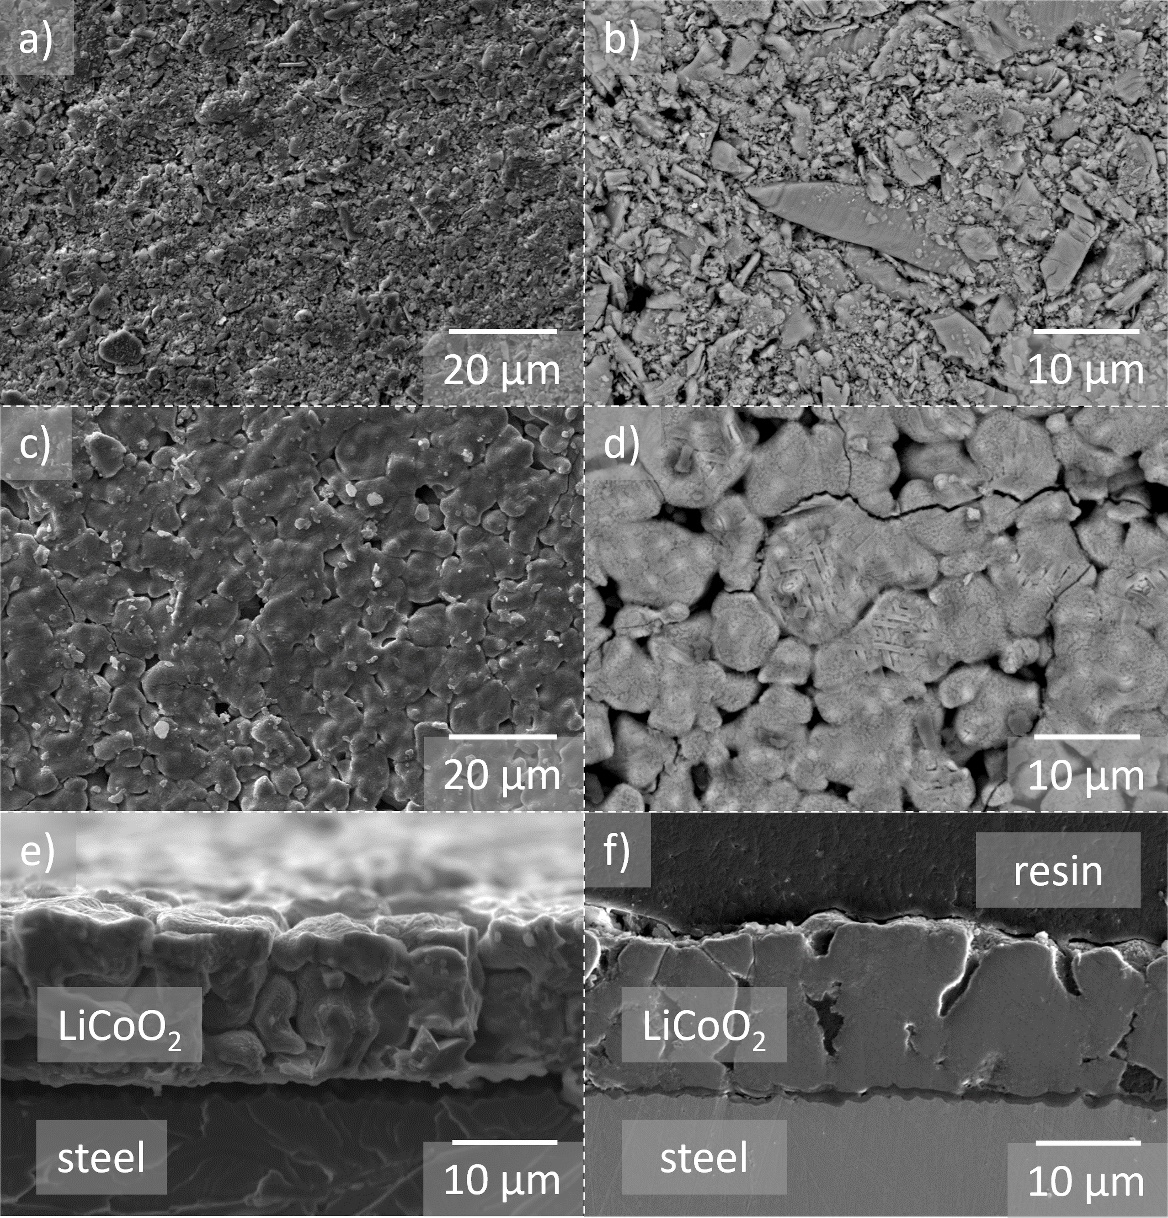 a)
b)
20 µm
10 µm
c)
d)
20 µm
10 µm
e)
f)
resin
LiCoO₂
LiCoO₂
steel
steel
10 µm
10 µm